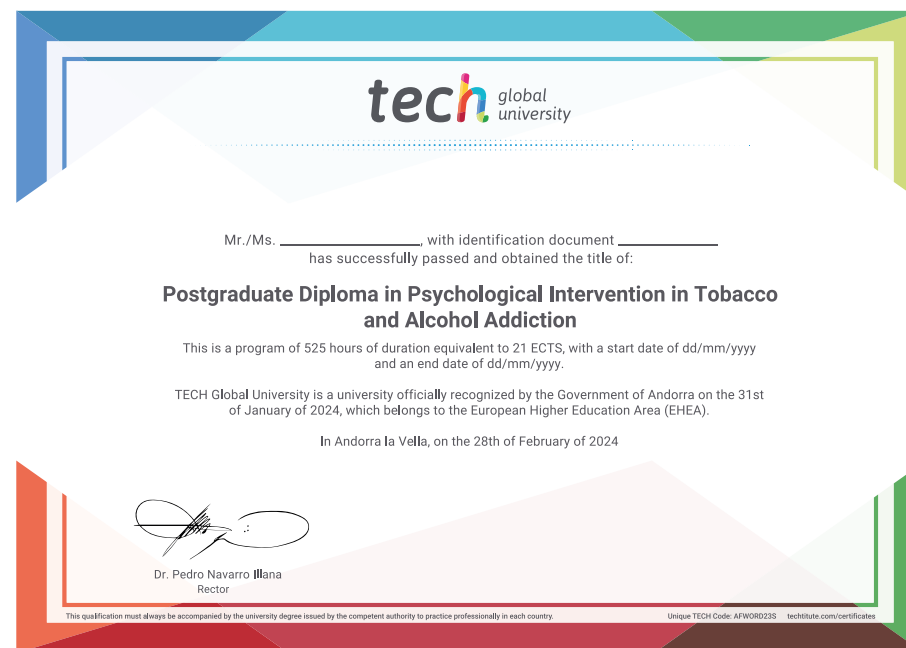 tech global
university
Mr./Ms. ____________________, with identification document ______________
has successfully passed and obtained the title of:
Postgraduate Diploma in Psychological Intervention in Tobacco
and Alcohol Addiction
This is a program of 525 hours of duration equivalent to 21 ECTS, with a start date of dd/mm/yyyy
and an end date of dd/mm/yyyy.
TECH Global University is a university officially recognized by the Government of Andorra on the 31st
of January of 2024, which belongs to the European Higher Education Area (EHEA).
In Andorra la Vella, on the 28th of February of 2024
Dr. Pedro Navarro Illana
Rector
This qualification must always be accompanied by the university degree issued by the competent authority to practice professionally in each country.
Unique TECH Code: AFWORD23S techtitute.com/certificates